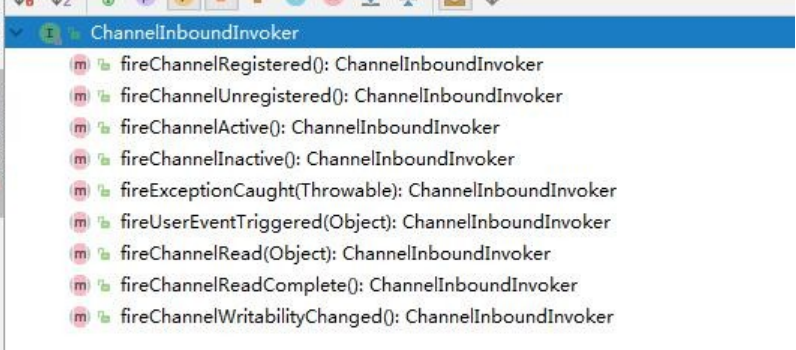 ChannelInboundInvoker
fireChannelRegistered(): ChannelInboundInvoker
fireChannelUnregistered(): ChannelInboundInvoker
fireChannelActive(): ChannelInboundInvoker
fireChannelInactive(): ChannelInboundInvoker
fireExceptionCaught(Throwable): ChannelInboundInvoker
fireUserEventTriggered(Object): ChannelInboundInvoker
fireChannelRead(Object): ChannelInboundInvoker
fireChannelReadComplete(): ChannelInboundInvoker
fireChannelWritabilityChanged(): ChannelInboundInvoker